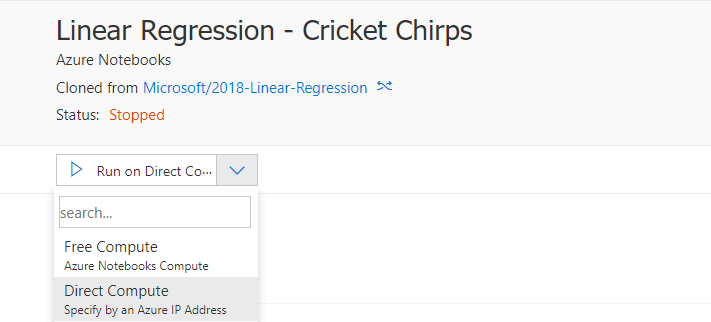 Linear Regression - Cricket Chirps
Azure Notebooks
Cloned from Microsoft/2018-Linear-Regression
Status: Stopped
Run on Direct Co...
search...
Free Compute
Azure Notebooks Compute
Direct Compute
Specify by an Azure IP Address